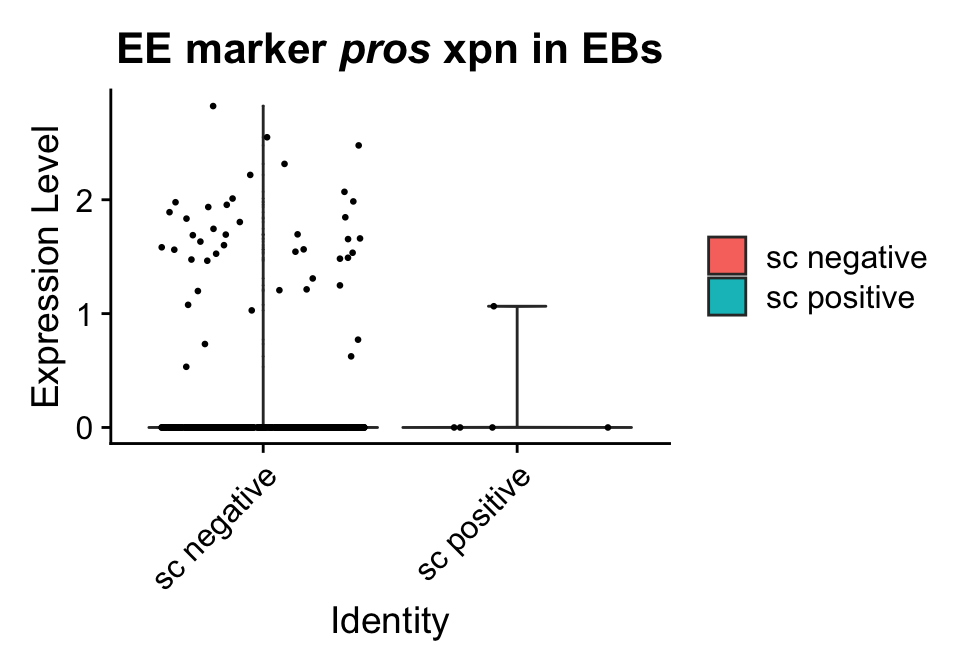 EE marker pros xpn in EBs
Expression Level
2
1
0
sc negative
sc positive
Identity
sc negative
sc positive